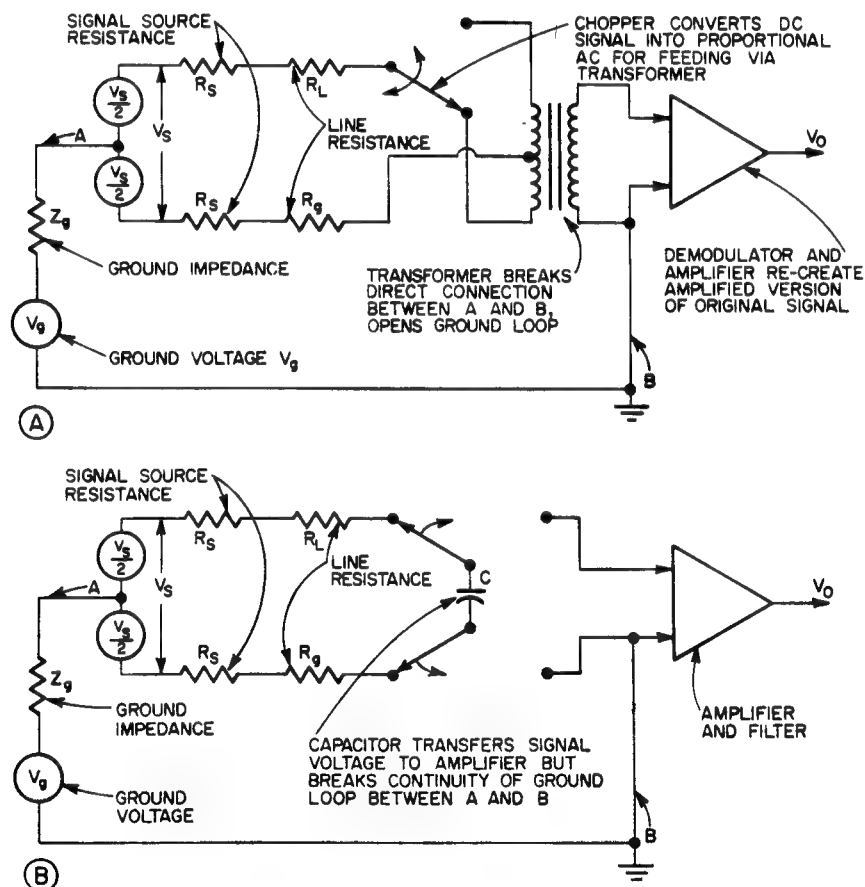 SIGNAL SOURCE
RESISTANCE
CHOPPER CONVERTS DC
SIGNAL INTO PROPORTIONAL
AC FOR FEEDING VIA
TRANSFORMER
RS
RL
VS/2
A
VS
LINE
RESISTANCE
VO
VS/2
Zg
RS
Rg
GROUND IMPEDANCE
TRANSFORMER BREAKS
DIRECT CONNECTION
BETWEEN A AND B,
OPENS GROUND LOOP
DEMODULATOR AND
AMPLIFIER RE-CREATE
AMPLIFIED VERSION
OF ORIGINAL SIGNAL
Vg
GROUND VOLTAGE Vg
B
A
SIGNAL SOURCE
RESISTANCE
RS
RL
VS/2
A
VS
LINE
RESISTANCE
C
VO
VS/2
Zg
RS
Rg
GROUND
IMPEDANCE
CAPACITOR TRANSFERS SIGNAL
VOLTAGE TO AMPLIFIER BUT
BREAKS CONTINUITY OF GROUND
LOOP BETWEEN A AND B
AMPLIFIER
AND FILTER
Vg
GROUND
VOLTAGE
B
B